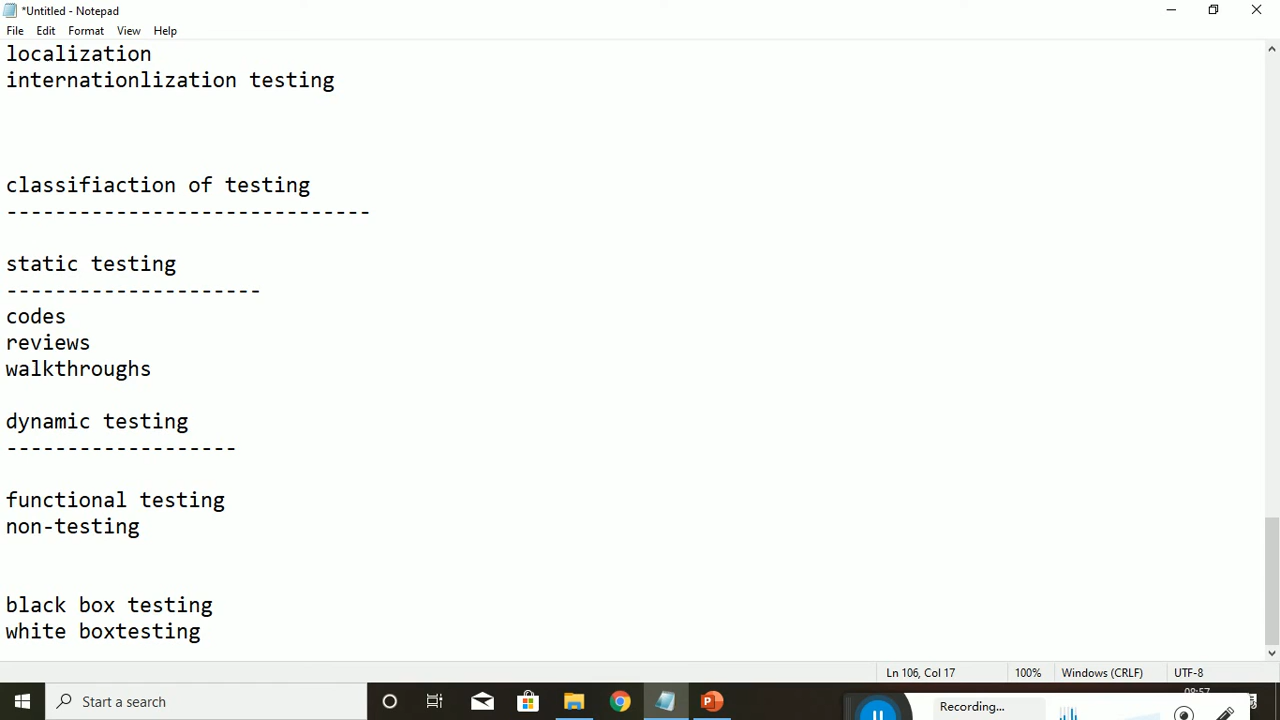 *Untitled - Notepad
File Edit Format View Help
localization
internationlization testing
classifiaction of testing
------------------------------
static testing
---------------------
codes
reviews
walkthroughs
dynamic testing
-------------------
functional testing
non-testing
black box testing
white boxtesting
Ln 106, Col 17 100% Windows (CRLF) UTF-8
Start a search
08:57
Recording...